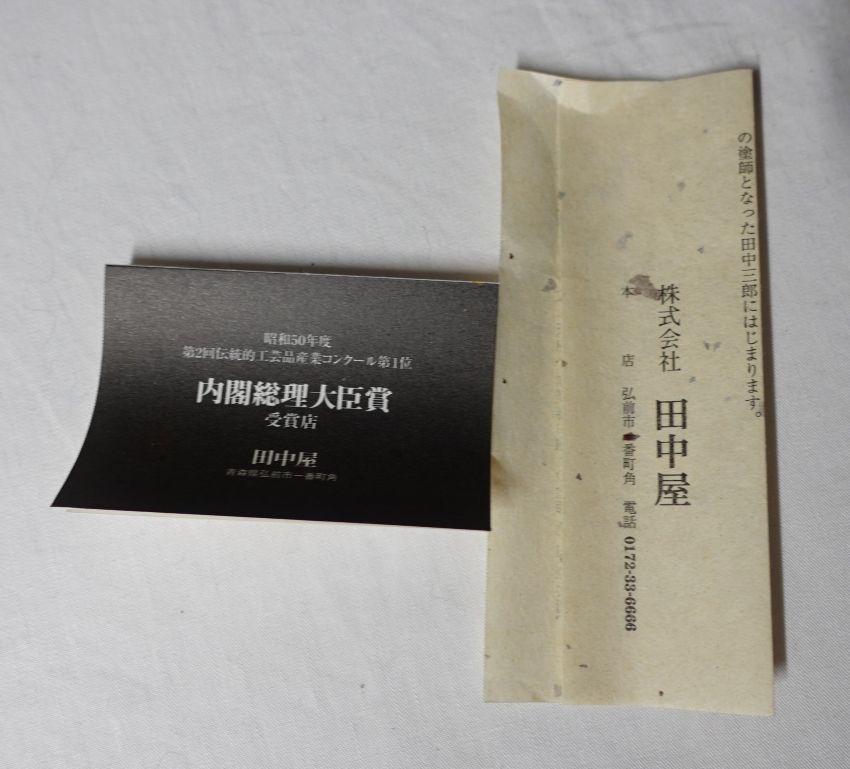 昭和50年度
第2回伝統的工芸品産業コンクール第1位
内閣総理大臣賞
受賞店
田中屋
青森県弘前市一番町角
の塗師となった田中三郎にはじまります。
株式会社 田中屋
本店 弘前市一番町角 電話 0172-33-6666